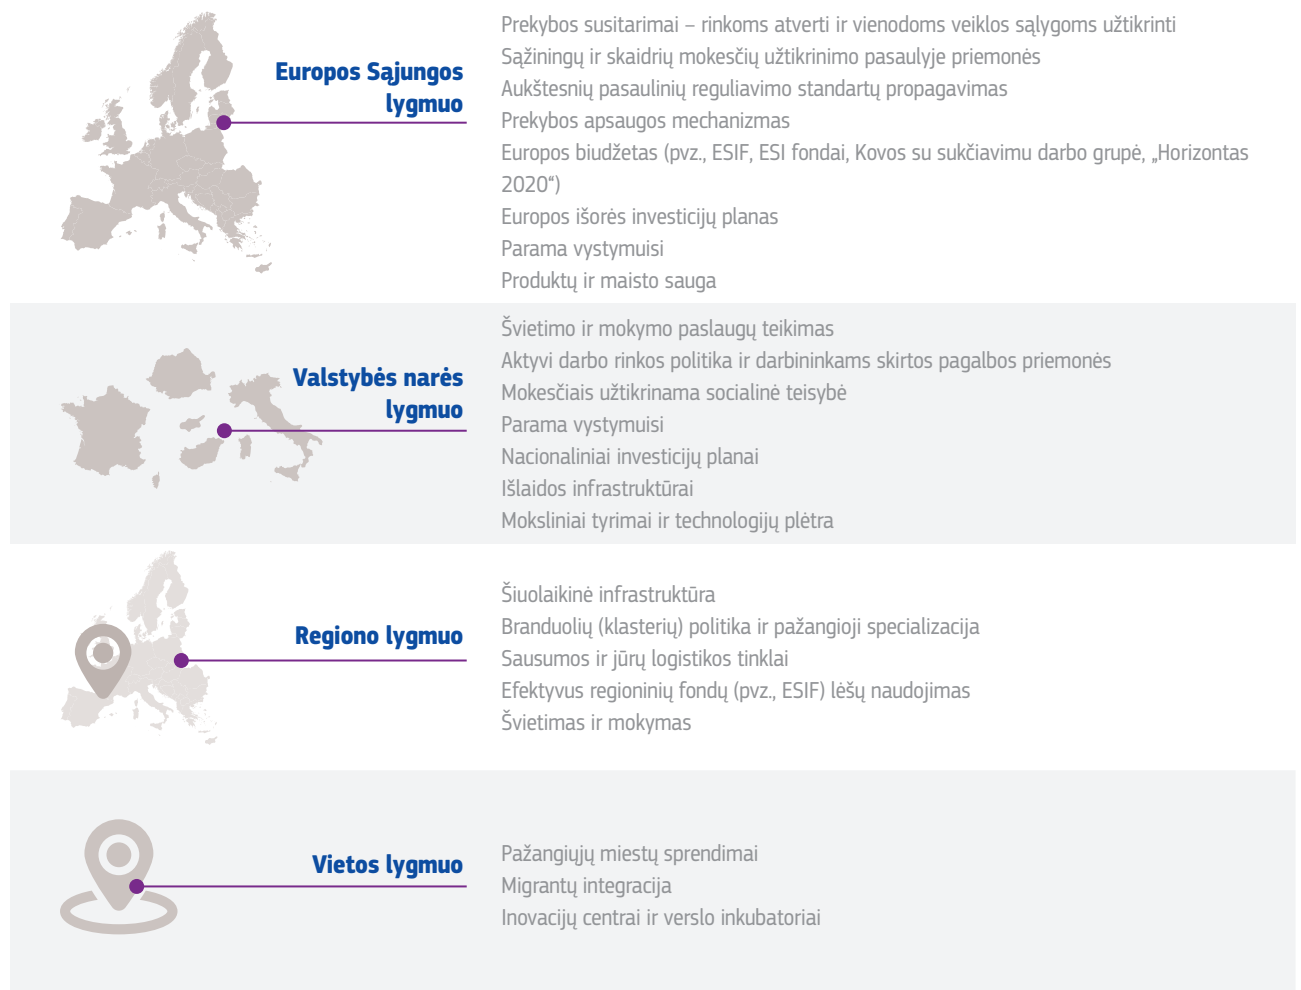 Europos Sąjungos
lygmuo
Prekybos susitarimai – rinkoms atverti ir vienodoms veiklos sąlygoms užtikrinti
Sąžiningų ir skaidrių mokesčių užtikrinimo pasaulyje priemonės
Aukštesnių pasaulinių reguliavimo standartų propagavimas
Prekybos apsaugos mechanizmas
Europos biudžetas (pvz., ESIF, ESI fondai, Kovos su sukčiavimu darbo grupė, „Horizontas
2020“)
Europos išorės investicijų planas
Parama vystymuisi
Produktų ir maisto sauga
Valstybės narės
lygmuo
Švietimo ir mokymo paslaugų teikimas
Aktyvi darbo rinkos politika ir darbininkams skirtos pagalbos priemonės
Mokesčiais užtikrinama socialinė teisybė
Parama vystymuisi
Nacionaliniai investicijų planai
Išlaidos infrastruktūrai
Moksliniai tyrimai ir technologijų plėtra
Regiono lygmuo
Šiuolaikinė infrastruktūra
Branduolių (klasterių) politika ir pažangioji specializacija
Sausumos ir jūrų logistikos tinklai
Efektyvus regioninių fondų (pvz., ESIF) lėšų naudojimas
Švietimas ir mokymas
Vietos lygmuo
Pažangiųjų miestų sprendimai
Migrantų integracija
Inovacijų centrai ir verslo inkubatoriai